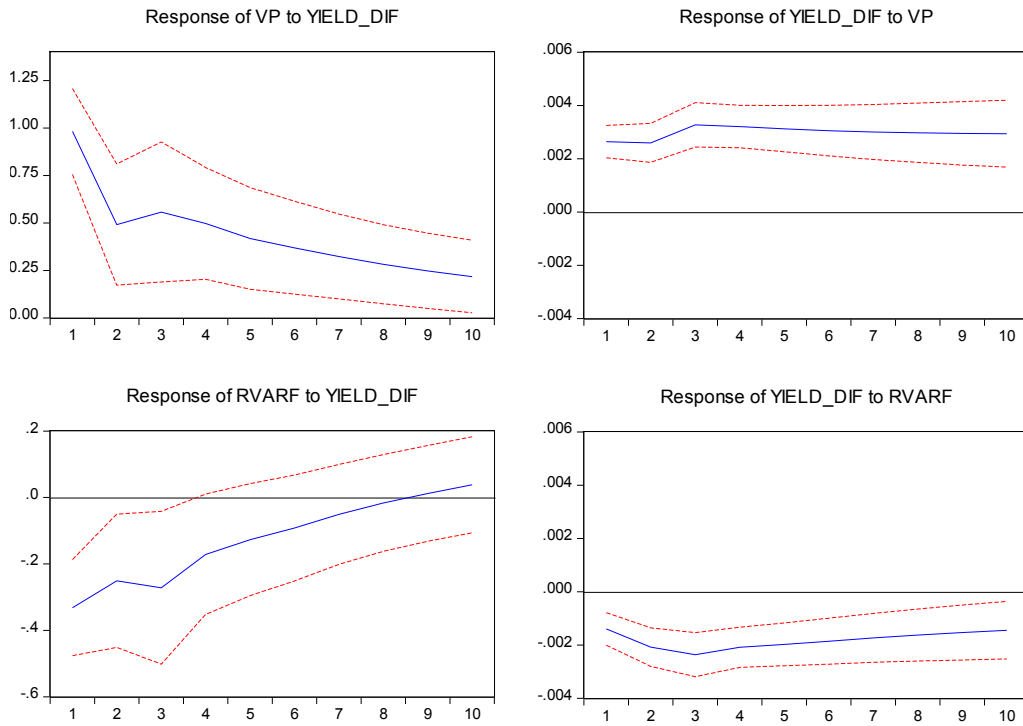 Response of VP to YIELD_DIF
1.25
1.00
0.75
0.50
0.25
0.00
1 2 3 4 5 6 7 8 9 10
Response of YIELD_DIF to VP
.006
.004
.002
.000
-.002
-.004
1 2 3 4 5 6 7 8 9 10
Response of RVARF to YIELD_DIF
.2
.0
-.2
-.4
-.6
1 2 3 4 5 6 7 8 9 10
Response of YIELD_DIF to RVARF
.006
.004
.002
.000
-.002
-.004
1 2 3 4 5 6 7 8 9 10